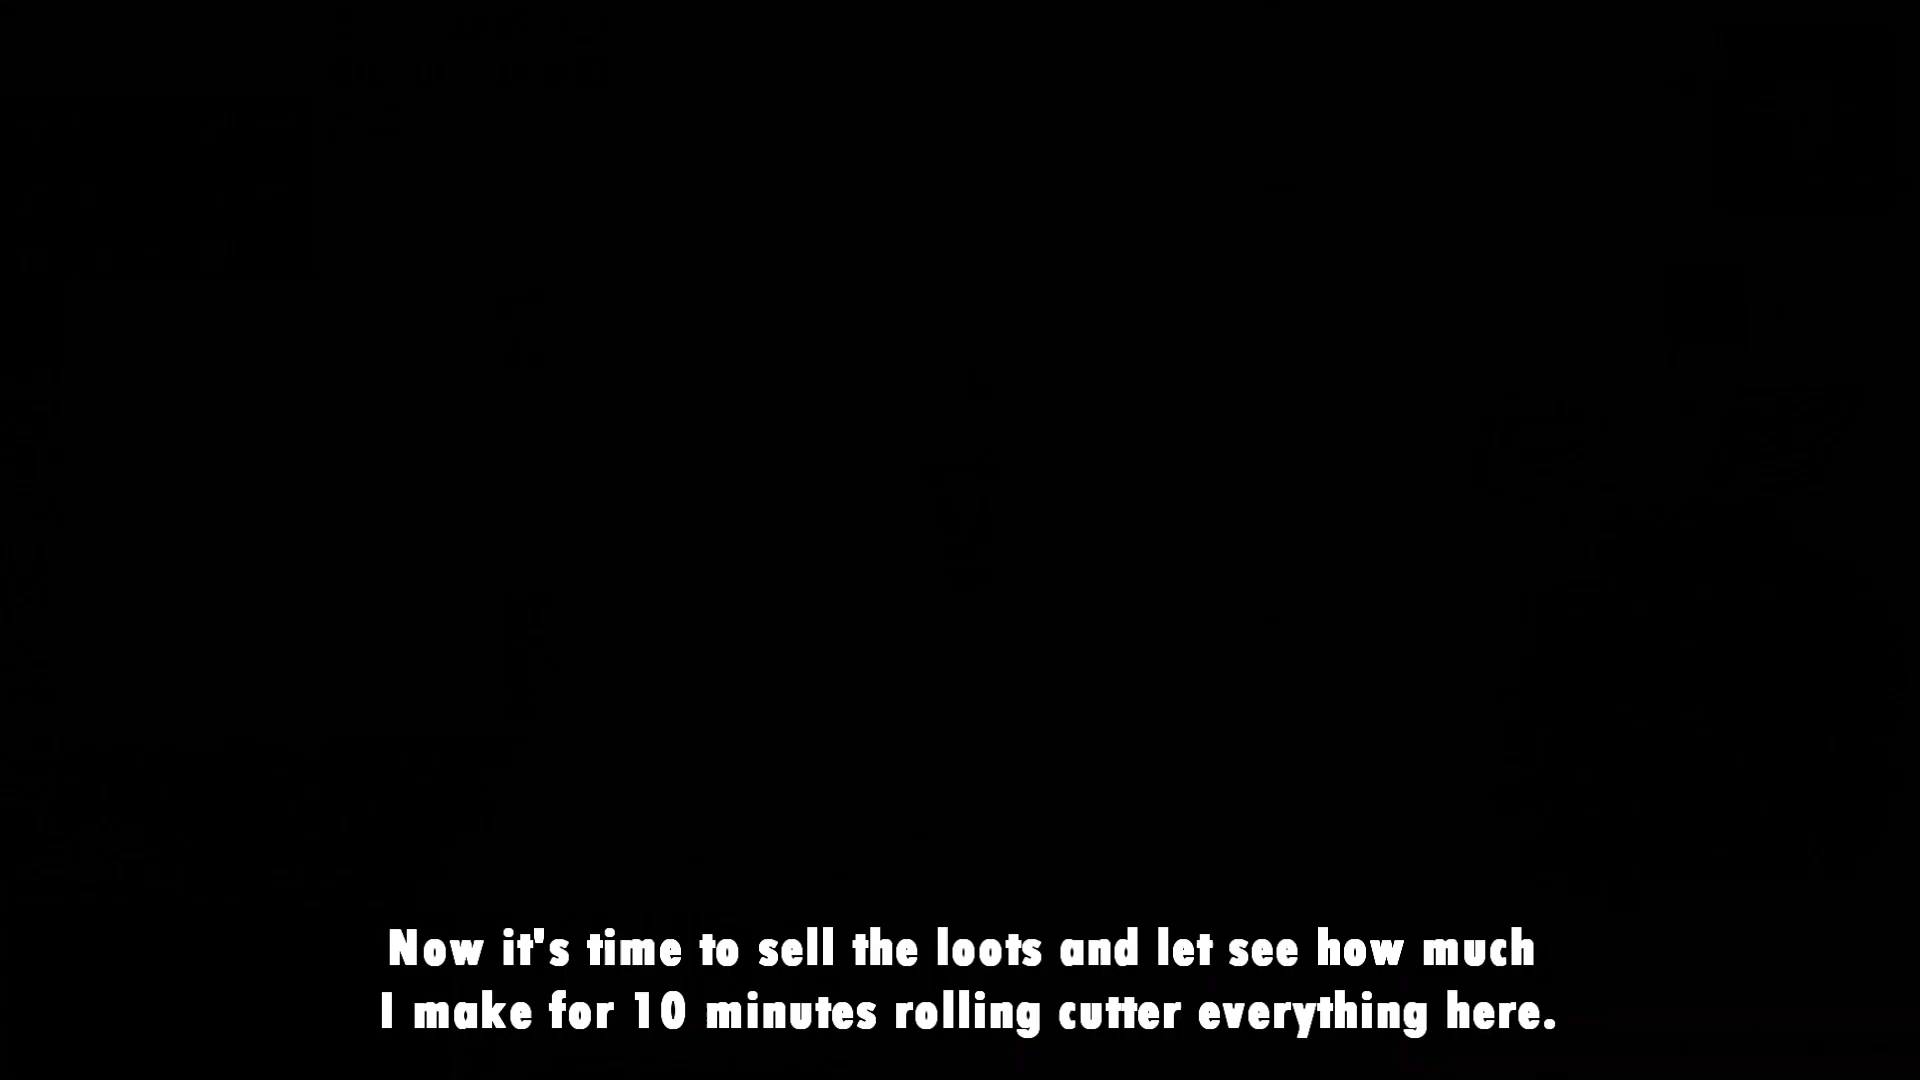 Now it's time to sell the loots and let see how much
I make for 10 minutes rolling cutter everything here.